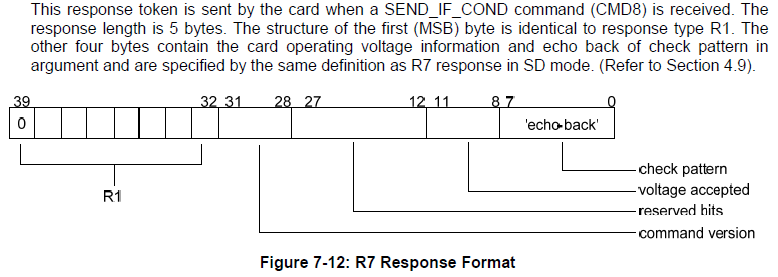 This response token is sent by the card when a SEND_IF_COND command (CMD8) is received. The
response length is 5 bytes. The structure of the first (MSB) byte is identical to response type R1. The
other four bytes contain the card operating voltage information and echo back of check pattern in
argument and are specified by the same definition as R7 response in SD mode. (Refer to Section 4.9).
39 32 31 28 27 12 11 8 7 0
0 'echo-back'
check pattern
R1 voltage accepted
reserved bits
command version
Figure 7-12: R7 Response Format